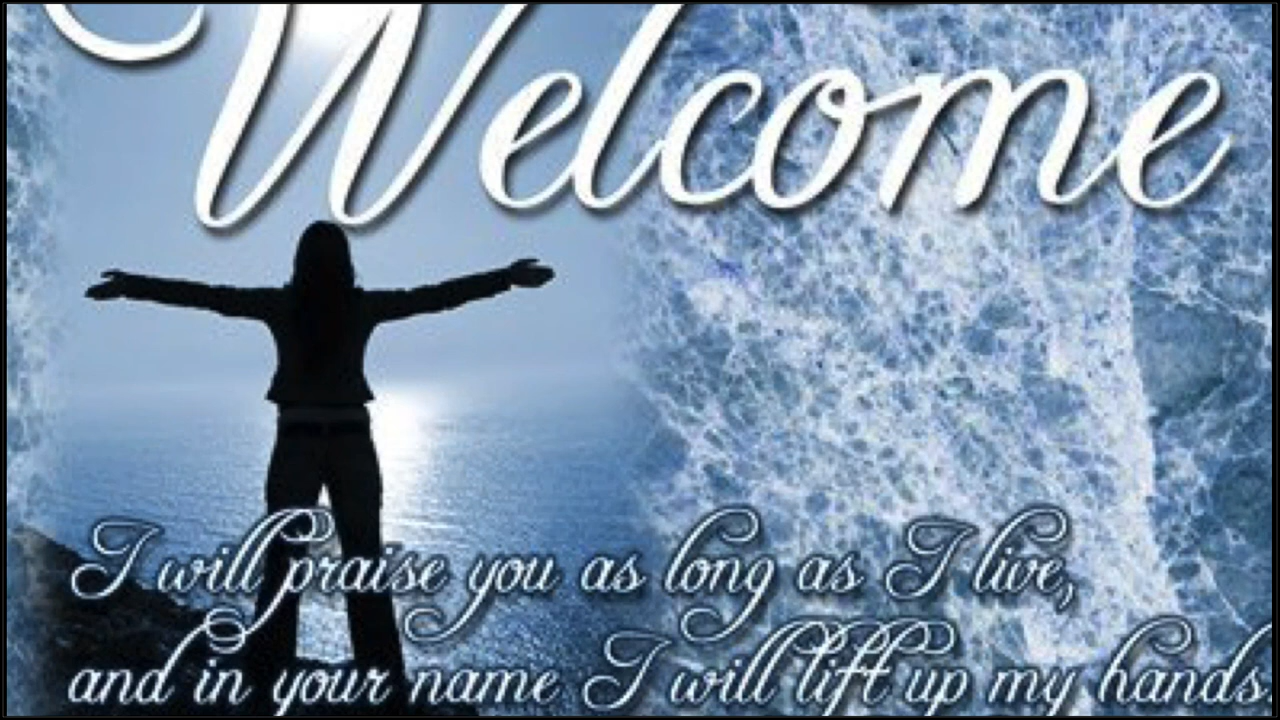 Welcome
I will praise you as long as I live,
and in your name I will lift up my hands.